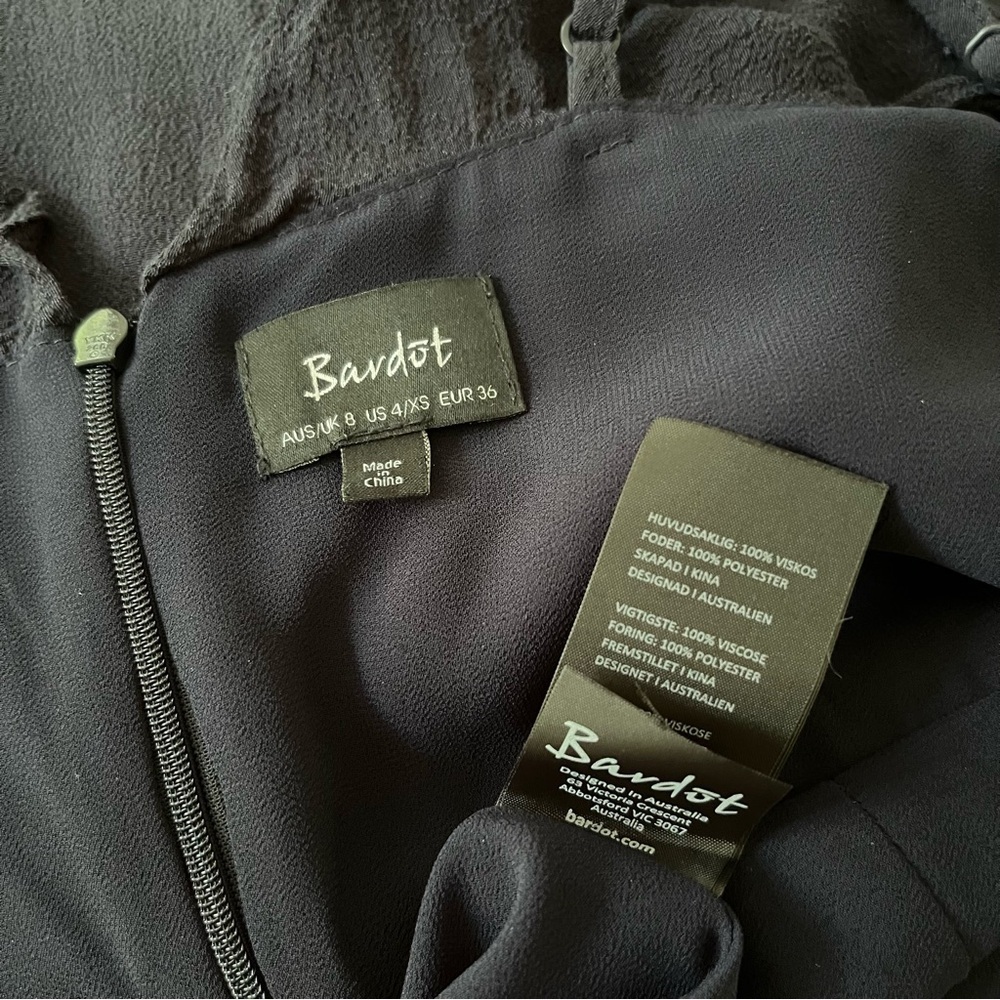 Bardōt
AUS/UK 8 US 4/XS EUR 36
Made
in
China
HUVUDSAKLIG: 100% VISKOS
FODER: 100% POLYESTER
SKAPAD I KINA
DESIGNAD I AUSTRALIEN
VIGTIGSTE: 100% VISCOSE
FORING: 100% POLYESTER
FREMSTILLET I KINA
DESIGNET I AUSTRALIEN
VISKOSE
Bardōt
Designed in Australia
63 Victoria Crescent
Abbotsford VIC 3067
Australia
bardot.com